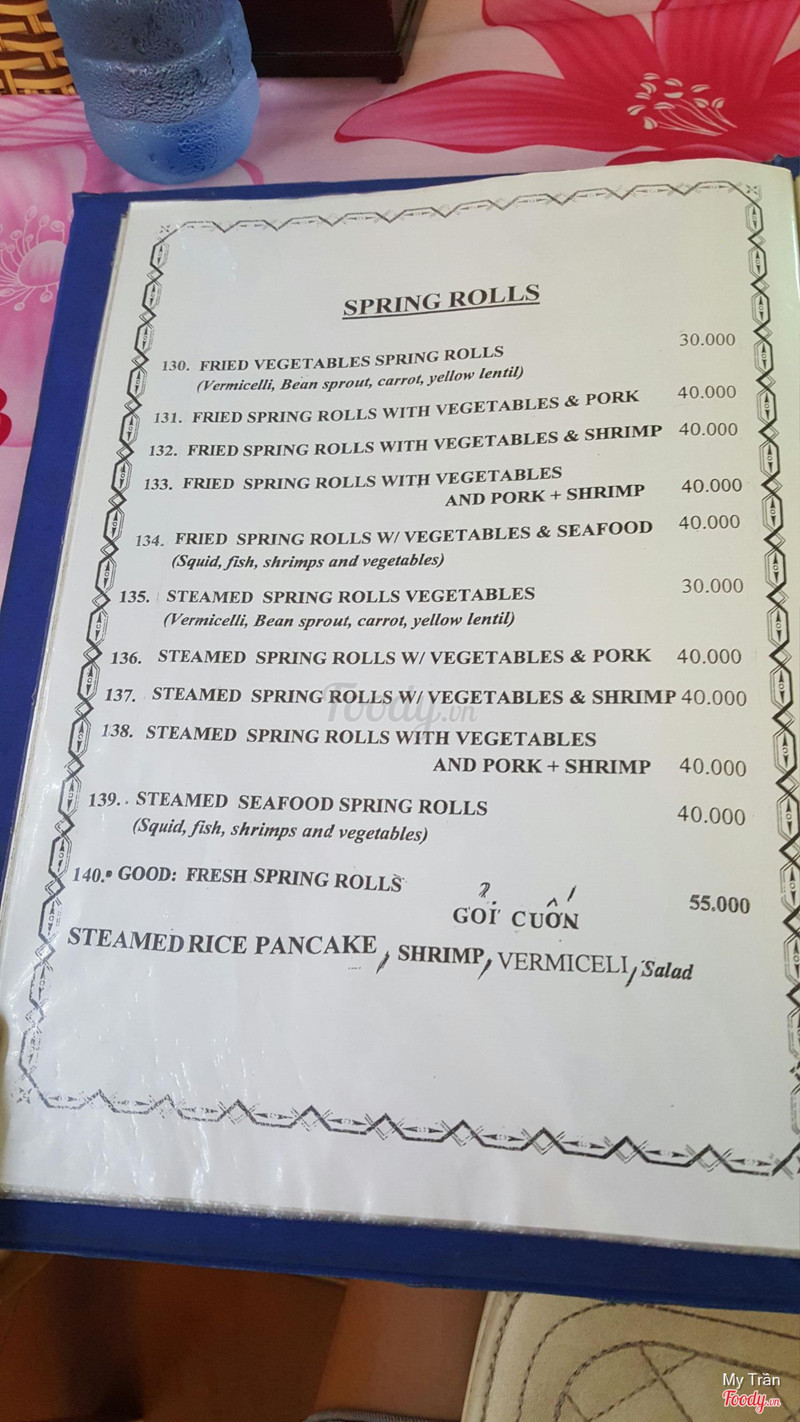 SPRING ROLLS
130. FRIED VEGETABLES SPRING ROLLS 30.000
(Vermicelli, Bean sprout, carrot, yellow lentil)
131. FRIED SPRING ROLLS WITH VEGETABLES & PORK 40.000
132. FRIED SPRING ROLLS WITH VEGETABLES & SHRIMP 40.000
133. FRIED SPRING ROLLS WITH VEGETABLES
AND PORK + SHRIMP 40.000
134. FRIED SPRING ROLLS W/ VEGETABLES & SEAFOOD 40.000
(Squid, fish, shrimps and vegetables)
135. STEAMED SPRING ROLLS VEGETABLES 30.000
(Vermicelli, Bean sprout, carrot, yellow lentil)
136. STEAMED SPRING ROLLS W/ VEGETABLES & PORK 40.000
137. STEAMED SPRING ROLLS W/ VEGETABLES & SHRIMP 40.000
Foody.vn
138. STEAMED SPRING ROLLS WITH VEGETABLES
AND PORK + SHRIMP 40.000
139.. STEAMED SEAFOOD SPRING ROLLS 40.000
(Squid, fish, shrimps and vegetables)
140.• GOOD: FRESH SPRING ROLLS 55.000
GỎI CUỐN
STEAMED RICE PANCAKE, SHRIMP, VERMICELI, Salad
My Trần
Foody.vn